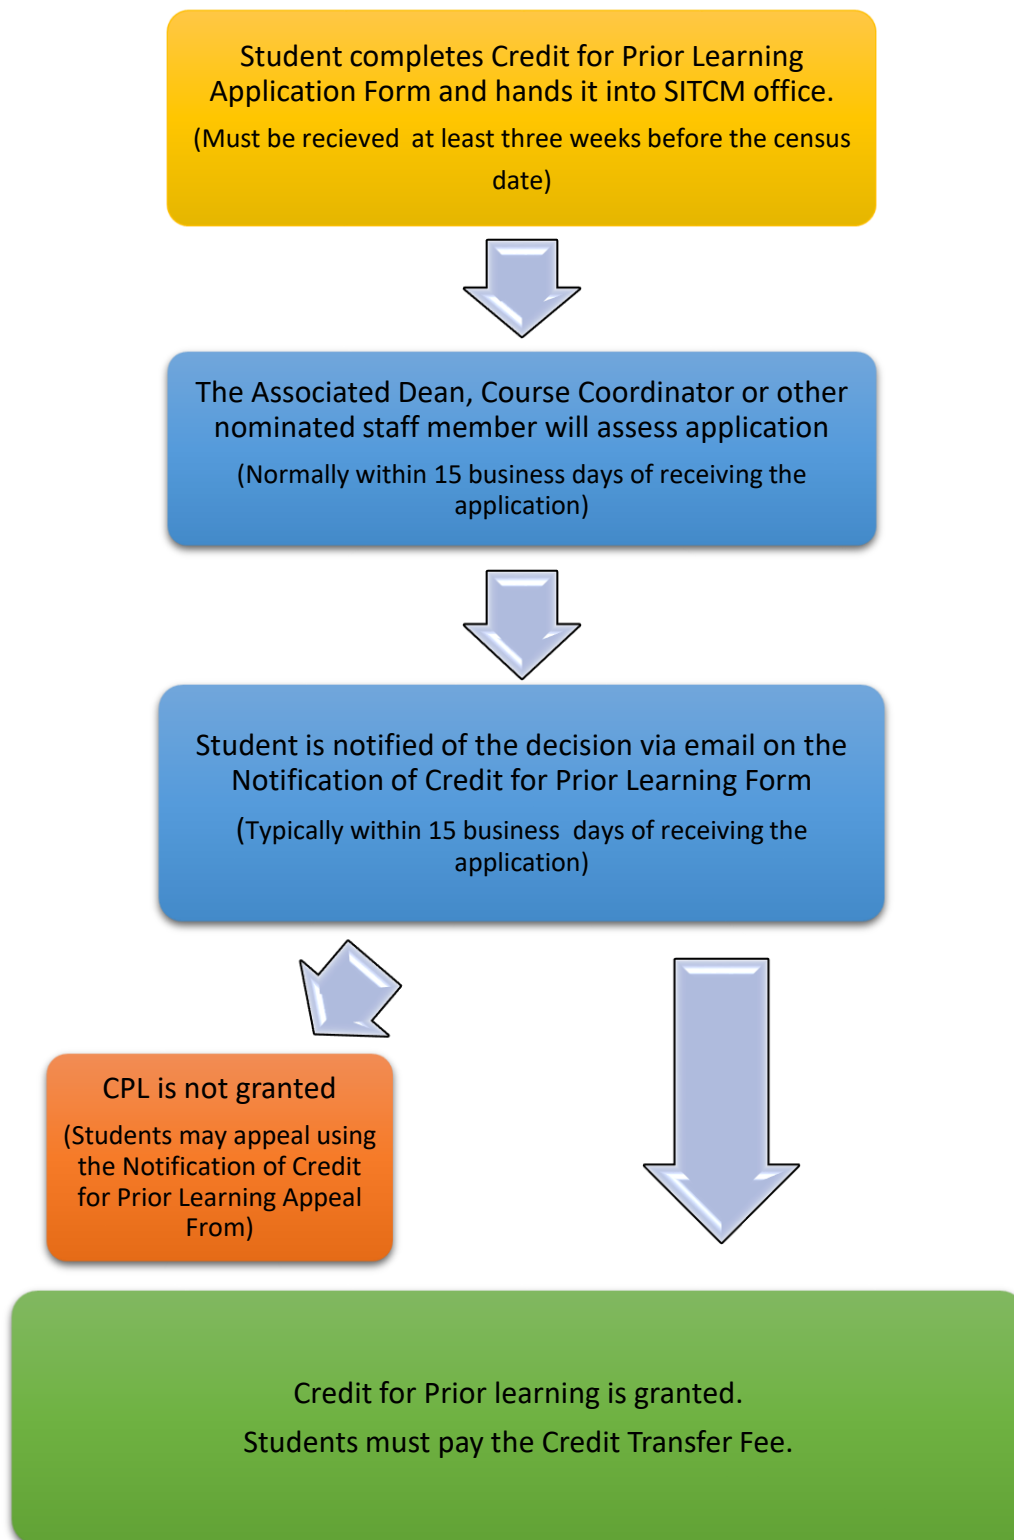 Student completes Credit for Prior Learning
Application Form and hands it into SITCM office.
(Must be recieved  at least three weeks before the census
date)
The Associated Dean, Course Coordinator or other
nominated staff member will assess application
(Normally within 15 business days of receiving the
application)
Student is notified of the decision via email on the
Notification of Credit for Prior Learning Form
(Typically within 15 business  days of receiving the
application)
CPL is not granted
(Students may appeal using
the Notification of Credit
for Prior Learning Appeal
From)
Credit for Prior learning is granted.
Students must pay the Credit Transfer Fee.